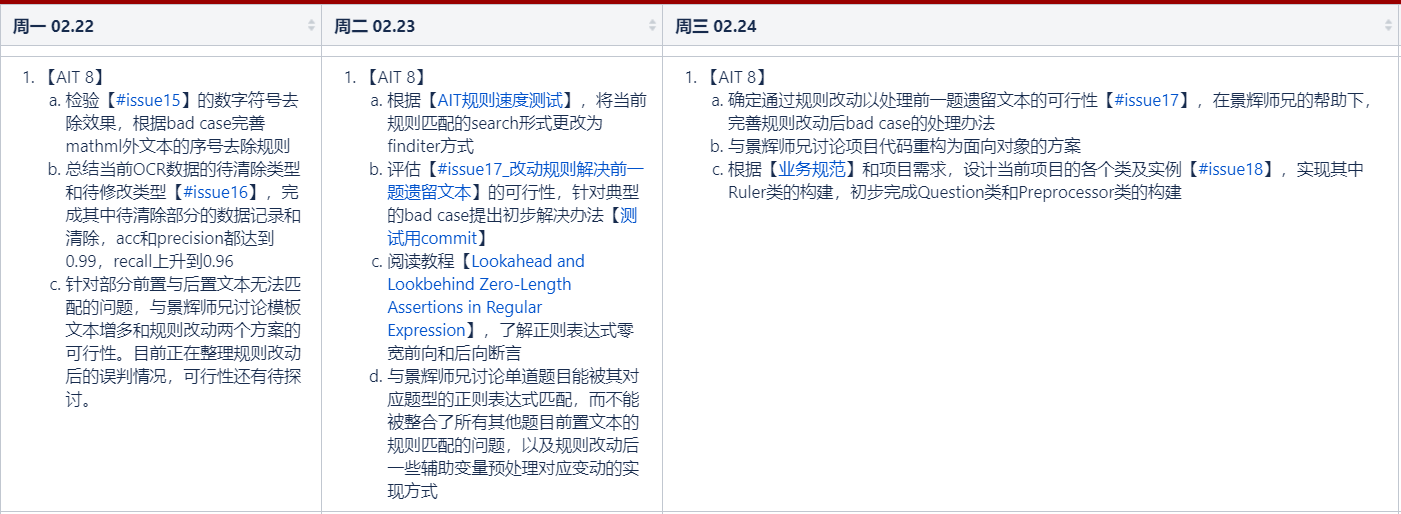 周一 02.22
周二 02.23
周三 02.24
1. 【AIT 8】
a. 检验【#issue15】的数字符号去
除效果，根据bad case完善
mathml外文本的序号去除规则
b. 总结当前OCR数据的待清除类型
和待修改类型【#issue16】，完
成其中待清除部分的数据记录和
清除，acc和precision都达到
0.99，recall上升到0.96
c. 针对部分前置与后置文本无法匹
配的问题，与景辉师兄讨论模板
文本增多和规则改动两个方案的
可行性。目前正在整理规则改动
后的误判情况，可行性还有待探
讨。
1. 【AIT 8】
a. 根据【AIT规则速度测试】，将当前
规则匹配的search形式更改为
finditer方式
b. 评估【#issue17_改动规则解决前一
题遗留文本】的可行性，针对典型
的bad case提出初步解决办法【测
试用commit】
c. 阅读教程【Lookahead and
Lookbehind Zero-Length
Assertions in Regular
Expression】，了解正则表达式零
宽前向和后向断言
d. 与景辉师兄讨论单道题目能被其对
应题型的正则表达式匹配，而不能
被整合了所有其他题目前置文本的
规则匹配的问题，以及规则改动后
一些辅助变量预处理对应变动的实
现方式
1. 【AIT 8】
a. 确定通过规则改动以处理前一题遗留文本的可行性【#issue17】，在景辉师兄的帮助下，
完善规则改动后bad case的处理办法
b. 与景辉师兄讨论项目代码重构为面向对象的方案
c. 根据【业务规范】和项目需求，设计当前项目的各个类及实例【#issue18】，实现其中
Ruler类的构建，初步完成Question类和Preprocessor类的构建